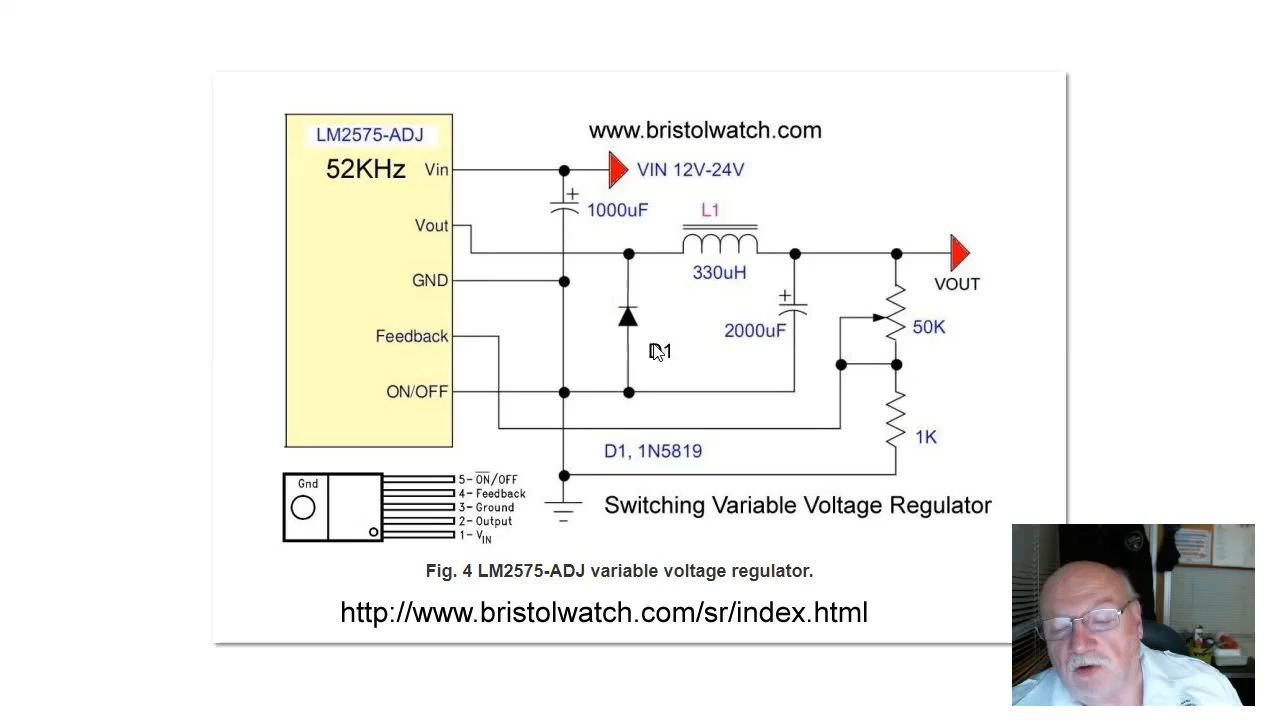 www.bristolwatch.com
LM2575-ADJ
52KHz
Vin
VIN 12V-24V
1000uF
L1
Vout
330uH
GND
VOUT
2000uF
50K
Feedback
D1
ON/OFF
1K
D1, 1N5819
Gnd
5- ON/OFF
4- Feedback
3- Ground
2- Output
1- VIN
Switching Variable Voltage Regulator
Fig. 4 LM2575-ADJ variable voltage regulator.
http://www.bristolwatch.com/sr/index.html